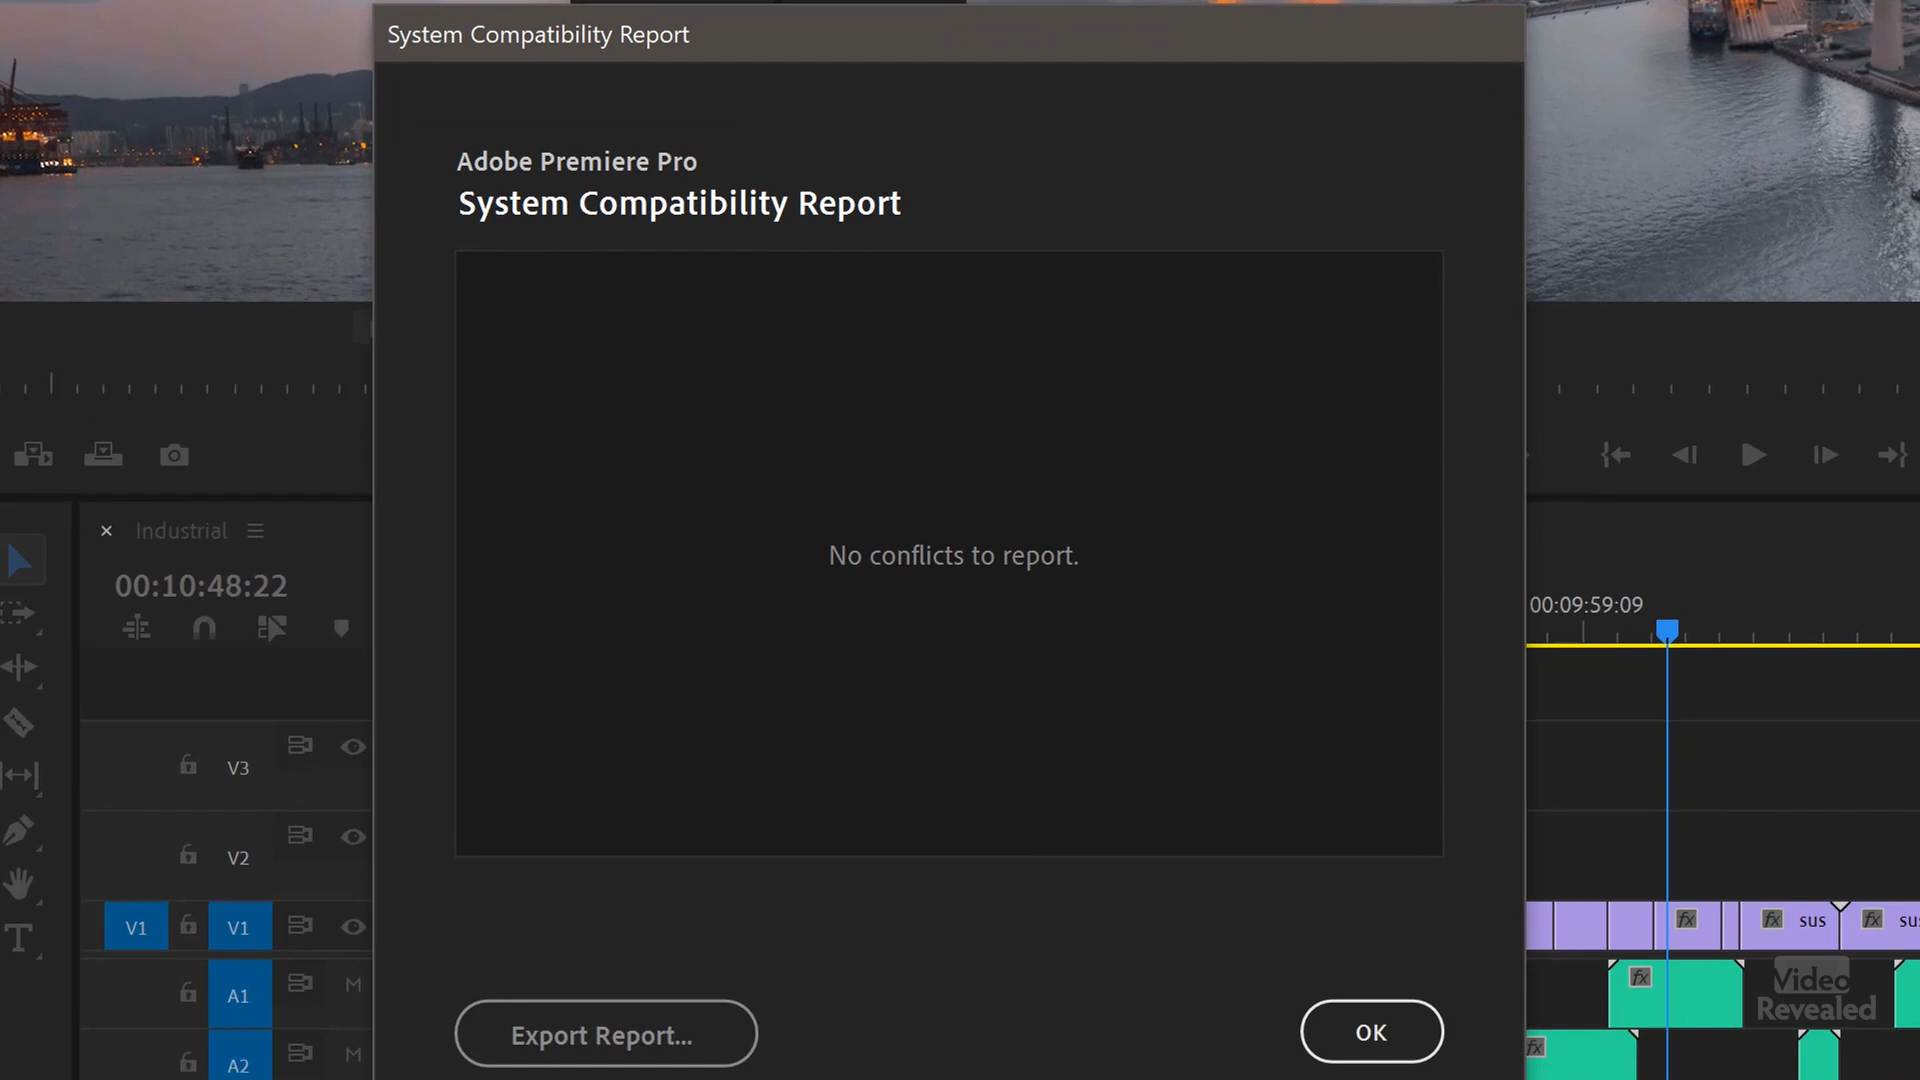 System Compatibility Report
Adobe Premiere Pro
System Compatibility Report
No conflicts to report.
Export Report...
OK
Industrial
00:10:48:22
00:09:59:09
V3
V2
V1
V1
fx
fx
sus
fx
su
A1
M
fx
A2
M
fx
Video
Revealed